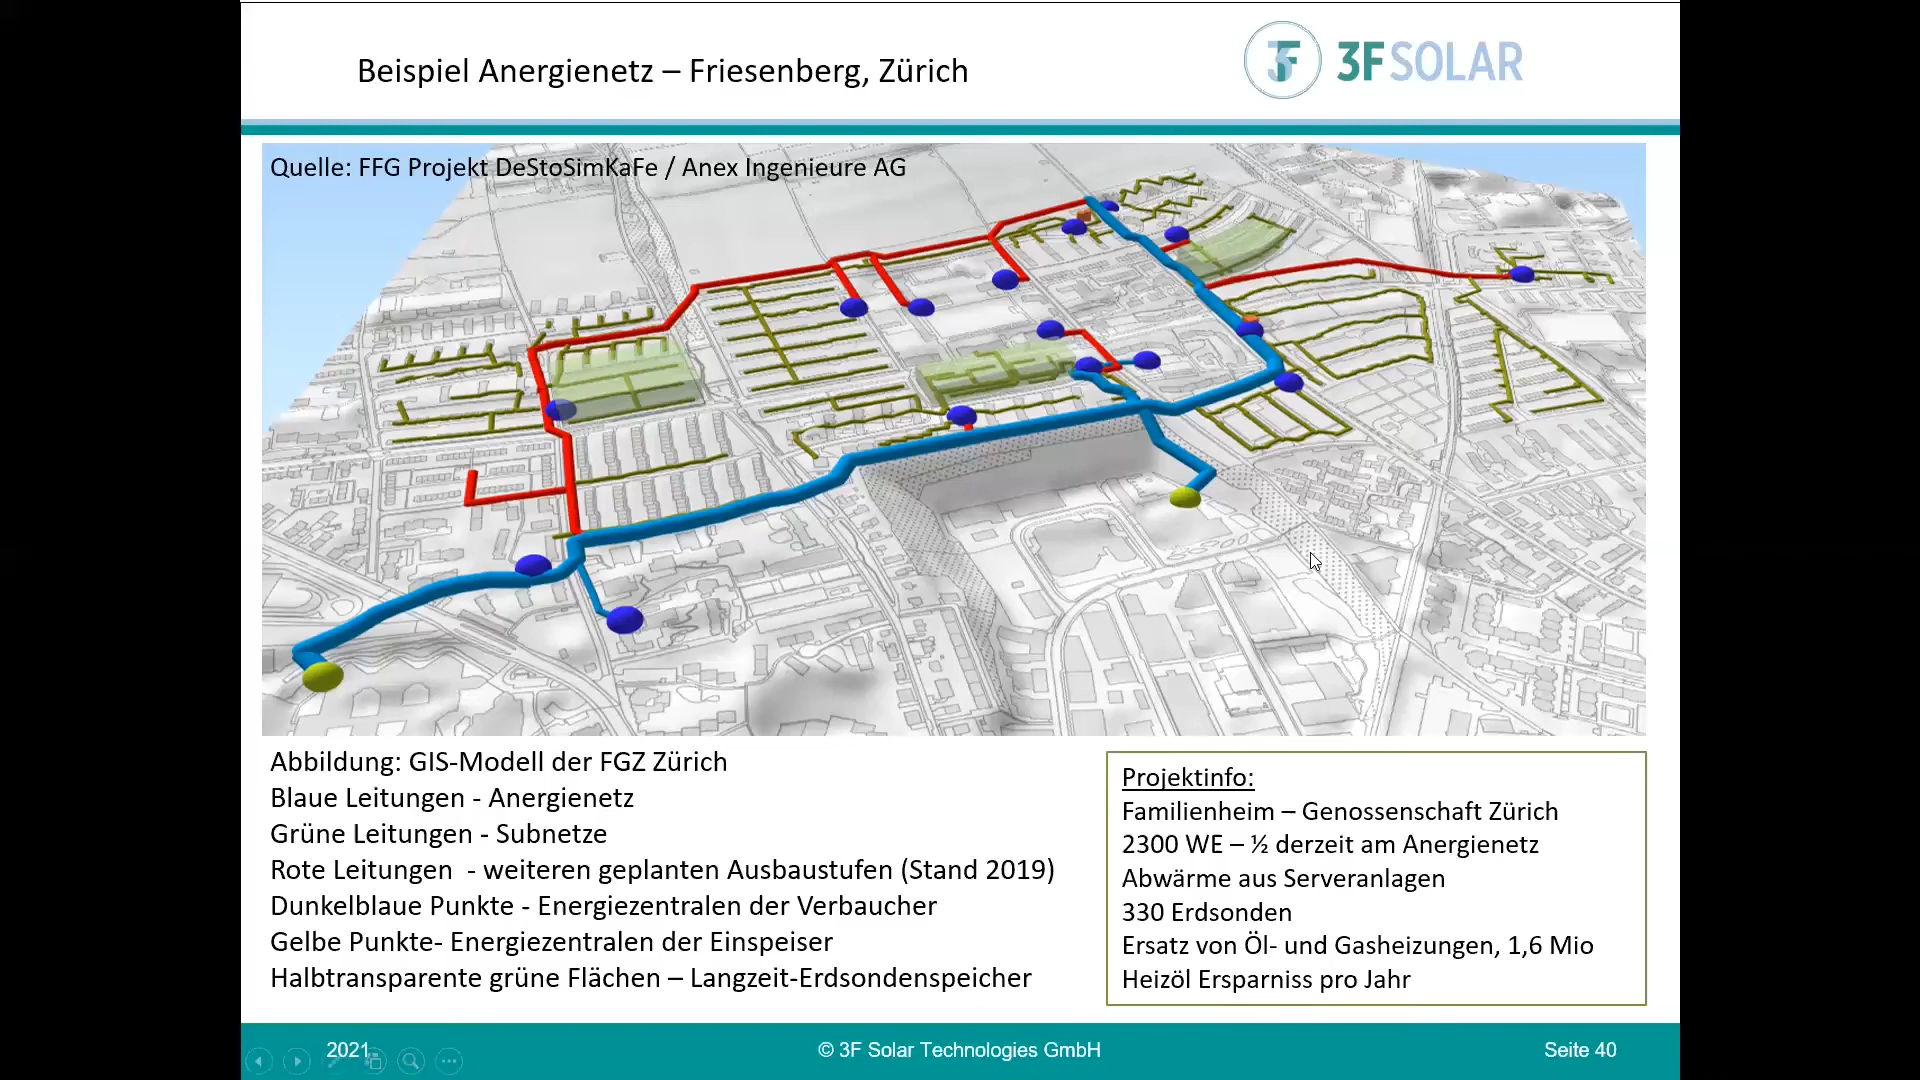 Beispiel Anergienetz – Friesenberg, Zürich
3F
3F SOLAR
Quelle: FFG Projekt DeStoSimKaFe / Anex Ingenieure AG
Abbildung: GIS-Modell der FGZ Zürich
Blaue Leitungen - Anergienetz
Grüne Leitungen - Subnetze
Rote Leitungen  - weiteren geplanten Ausbaustufen (Stand 2019)
Dunkelblaue Punkte - Energiezentralen der Verbaucher
Gelbe Punkte- Energiezentralen der Einspeiser
Halbtransparente grüne Flächen – Langzeit-Erdsondenspeicher
Projektinfo:
Familienheim – Genossenschaft Zürich
2300 WE – ½ derzeit am Anergienetz
Abwärme aus Serveranlagen
330 Erdsonden
Ersatz von Öl- und Gasheizungen, 1,6 Mio
Heizöl Ersparniss pro Jahr
2021
© 3F Solar Technologies GmbH
Seite 40